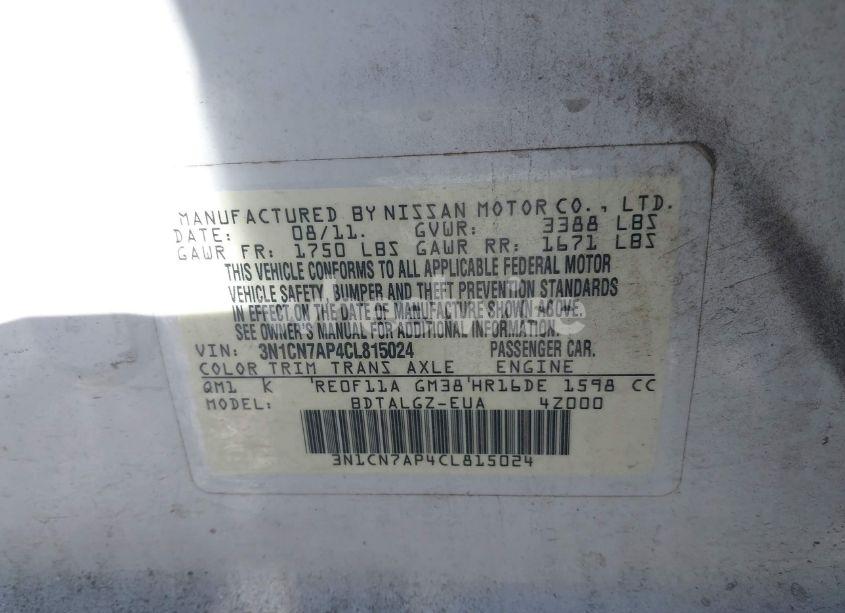 MANUFACTURED BY NISSAN MOTOR CO., LTD.
DATE: 08/11. GVWR: 3388 LBS
GAWR FR: 1750 LBS GAWR RR: 1671 LBS
THIS VEHICLE CONFORMS TO ALL APPLICABLE FEDERAL MOTOR
VEHICLE SAFETY, BUMPER AND THEFT PREVENTION STANDARDS
IN EFFECT ON THE DATE OF MANUFACTURE SHOWN ABOVE.
SEE OWNER'S MANUAL FOR ADDITIONAL INFORMATION.
VIN: 3N1CN7AP4CL815024 PASSENGER CAR.
COLOR TRIM TRANS AXLE ENGINE
QM1 K RE0F11A GM38 HR16DE 1598 CC
MODEL: BDTALGZ-EUA 4Z000
3N1CN7AP4CL815024